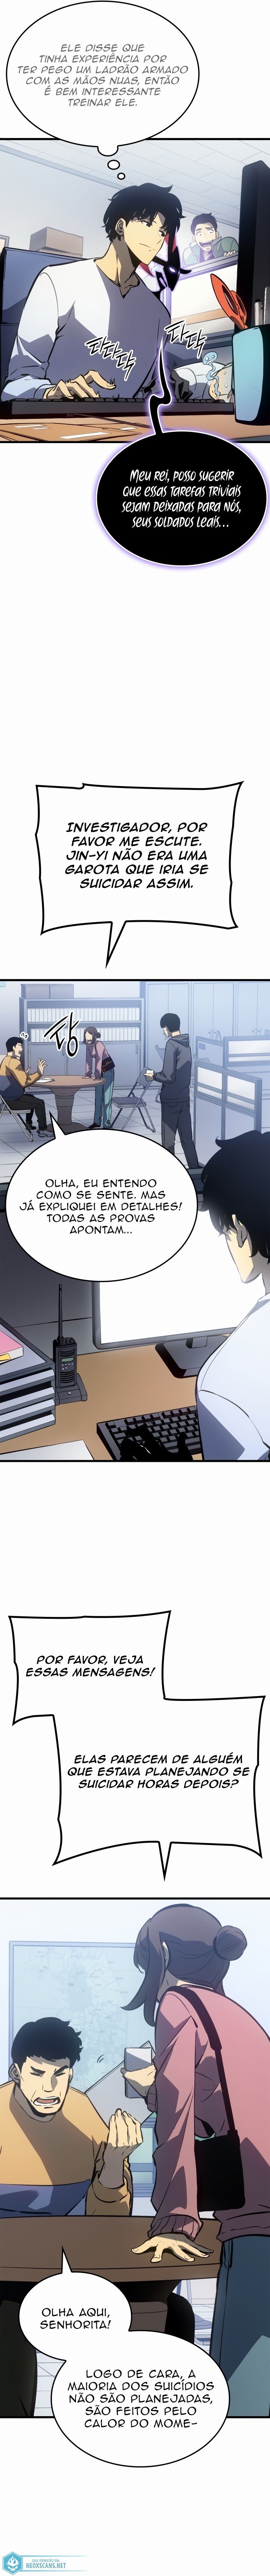 ELE DISSE QUE
TINHA EXPERIÊNCIA POR
TER PEGO UM LADRÃO ARMADO
COM AS MÃOS NUAS, ENTÃO
É BEM INTERESSANTE
TREINAR ELE.
MEU REI, POSSO SUGERIR
QUE ESSAS TAREFAS TRIVIAIS
SEJAM DEIXADAS PARA NÓS,
SEUS SOLDADOS LEAIS...
INVESTIGADOR, POR
FAVOR ME ESCUTE.
JIN-YI NÃO ERA UMA
GAROTA QUE IRIA SE
SUICIDAR ASSIM.
OLHA, EU ENTENDO
COMO SE SENTE. MAS
JÁ EXPLIQUEI EM DETALHES!
TODAS AS PROVAS
APONTAM...
POR FAVOR, VEJA
ESSAS MENSAGENS!
ELAS PARECEM DE ALGUÉM
QUE ESTAVA PLANEJANDO SE
SUICIDAR HORAS DEPOIS?
OLHA AQUI,
SENHORITA!
LOGO DE CARA, A
MAIORIA DOS SUICÍDIOS
NÃO SÃO PLANEJADAS,
SÃO FEITOS PELO
CALOR DO MOME-
NEOXSCANS.NET